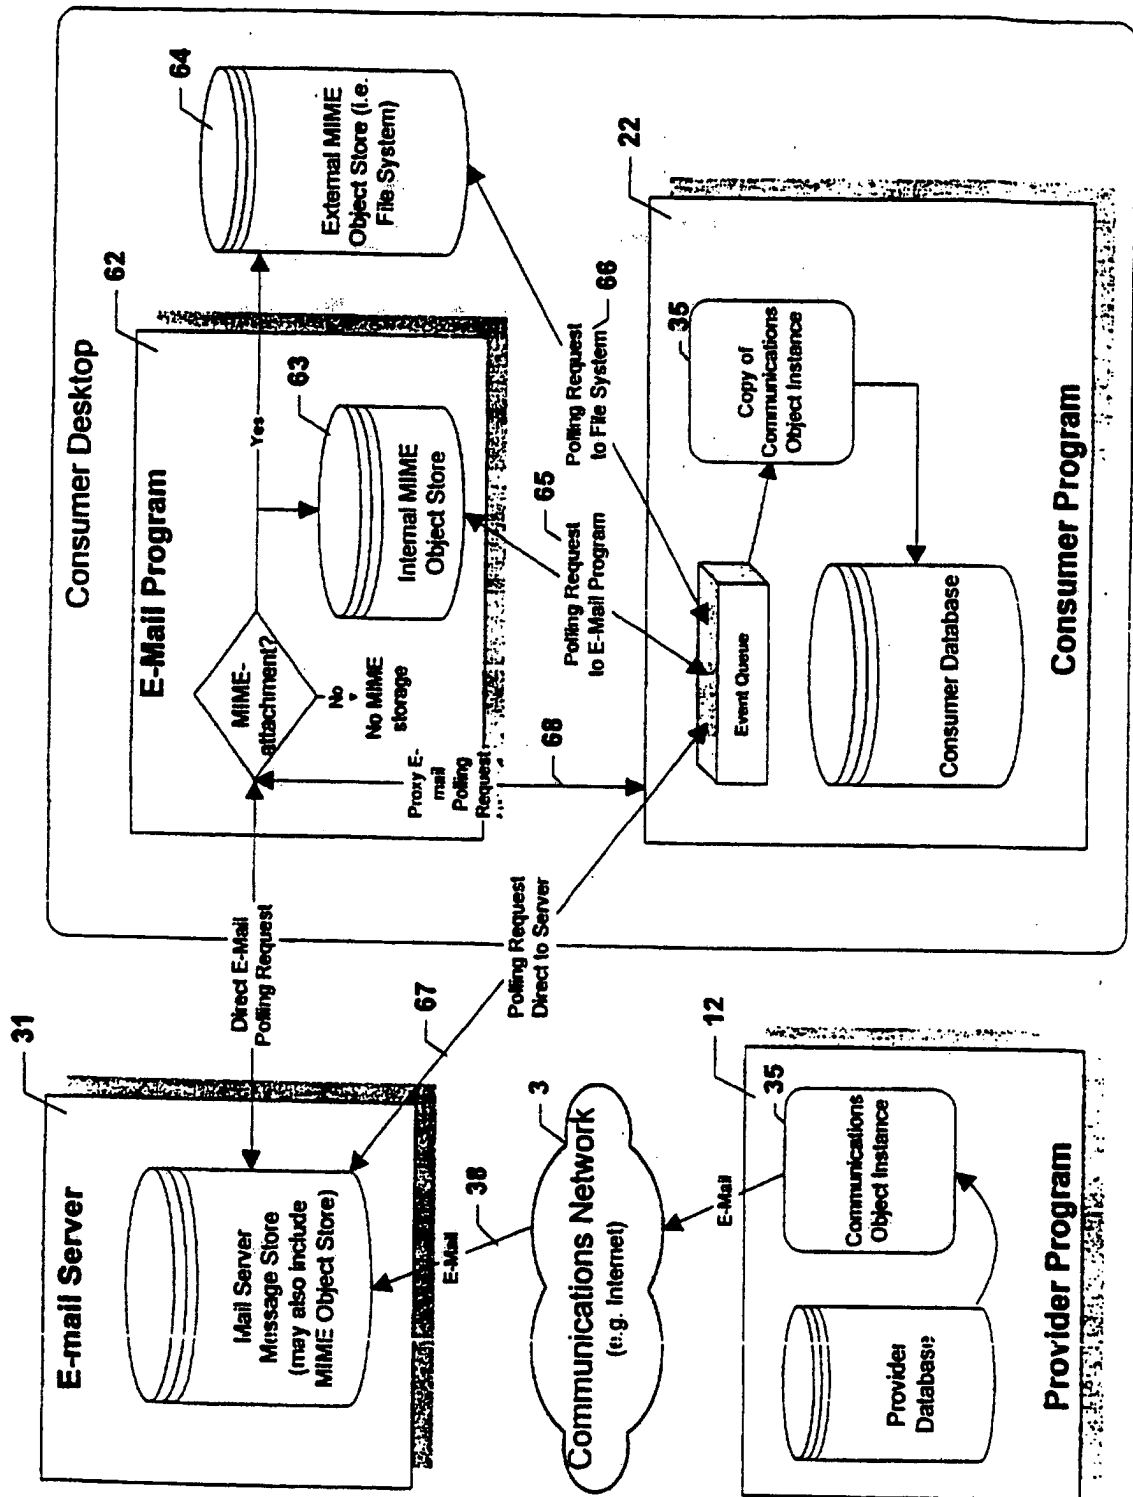 Consumer Desktop
E-mail Server
31
Mail Server
Message Store
(may also include
MIME Object Store)
Direct E-Mail
Polling Request
E-Mail Program
62
MIME-
attachment?
Yes
No
No MIME
storage
Internal MIME
Object Store
63
External MIME
Object Store (i.e.
File System)
64
Proxy E-
mail
Polling
Request
68
Polling Request
to E-Mail Program
65
Polling Request
to File System
66
Polling Request
Direct to Server
67
E-Mail
38
Communications Network
(e.g. Internet)
3
E-Mail
12
35
Communications
Object Instance
Provider
Database
Provider Program
22
Event Queue
35
Copy of
Communications
Object Instance
Consumer Database
Consumer Program